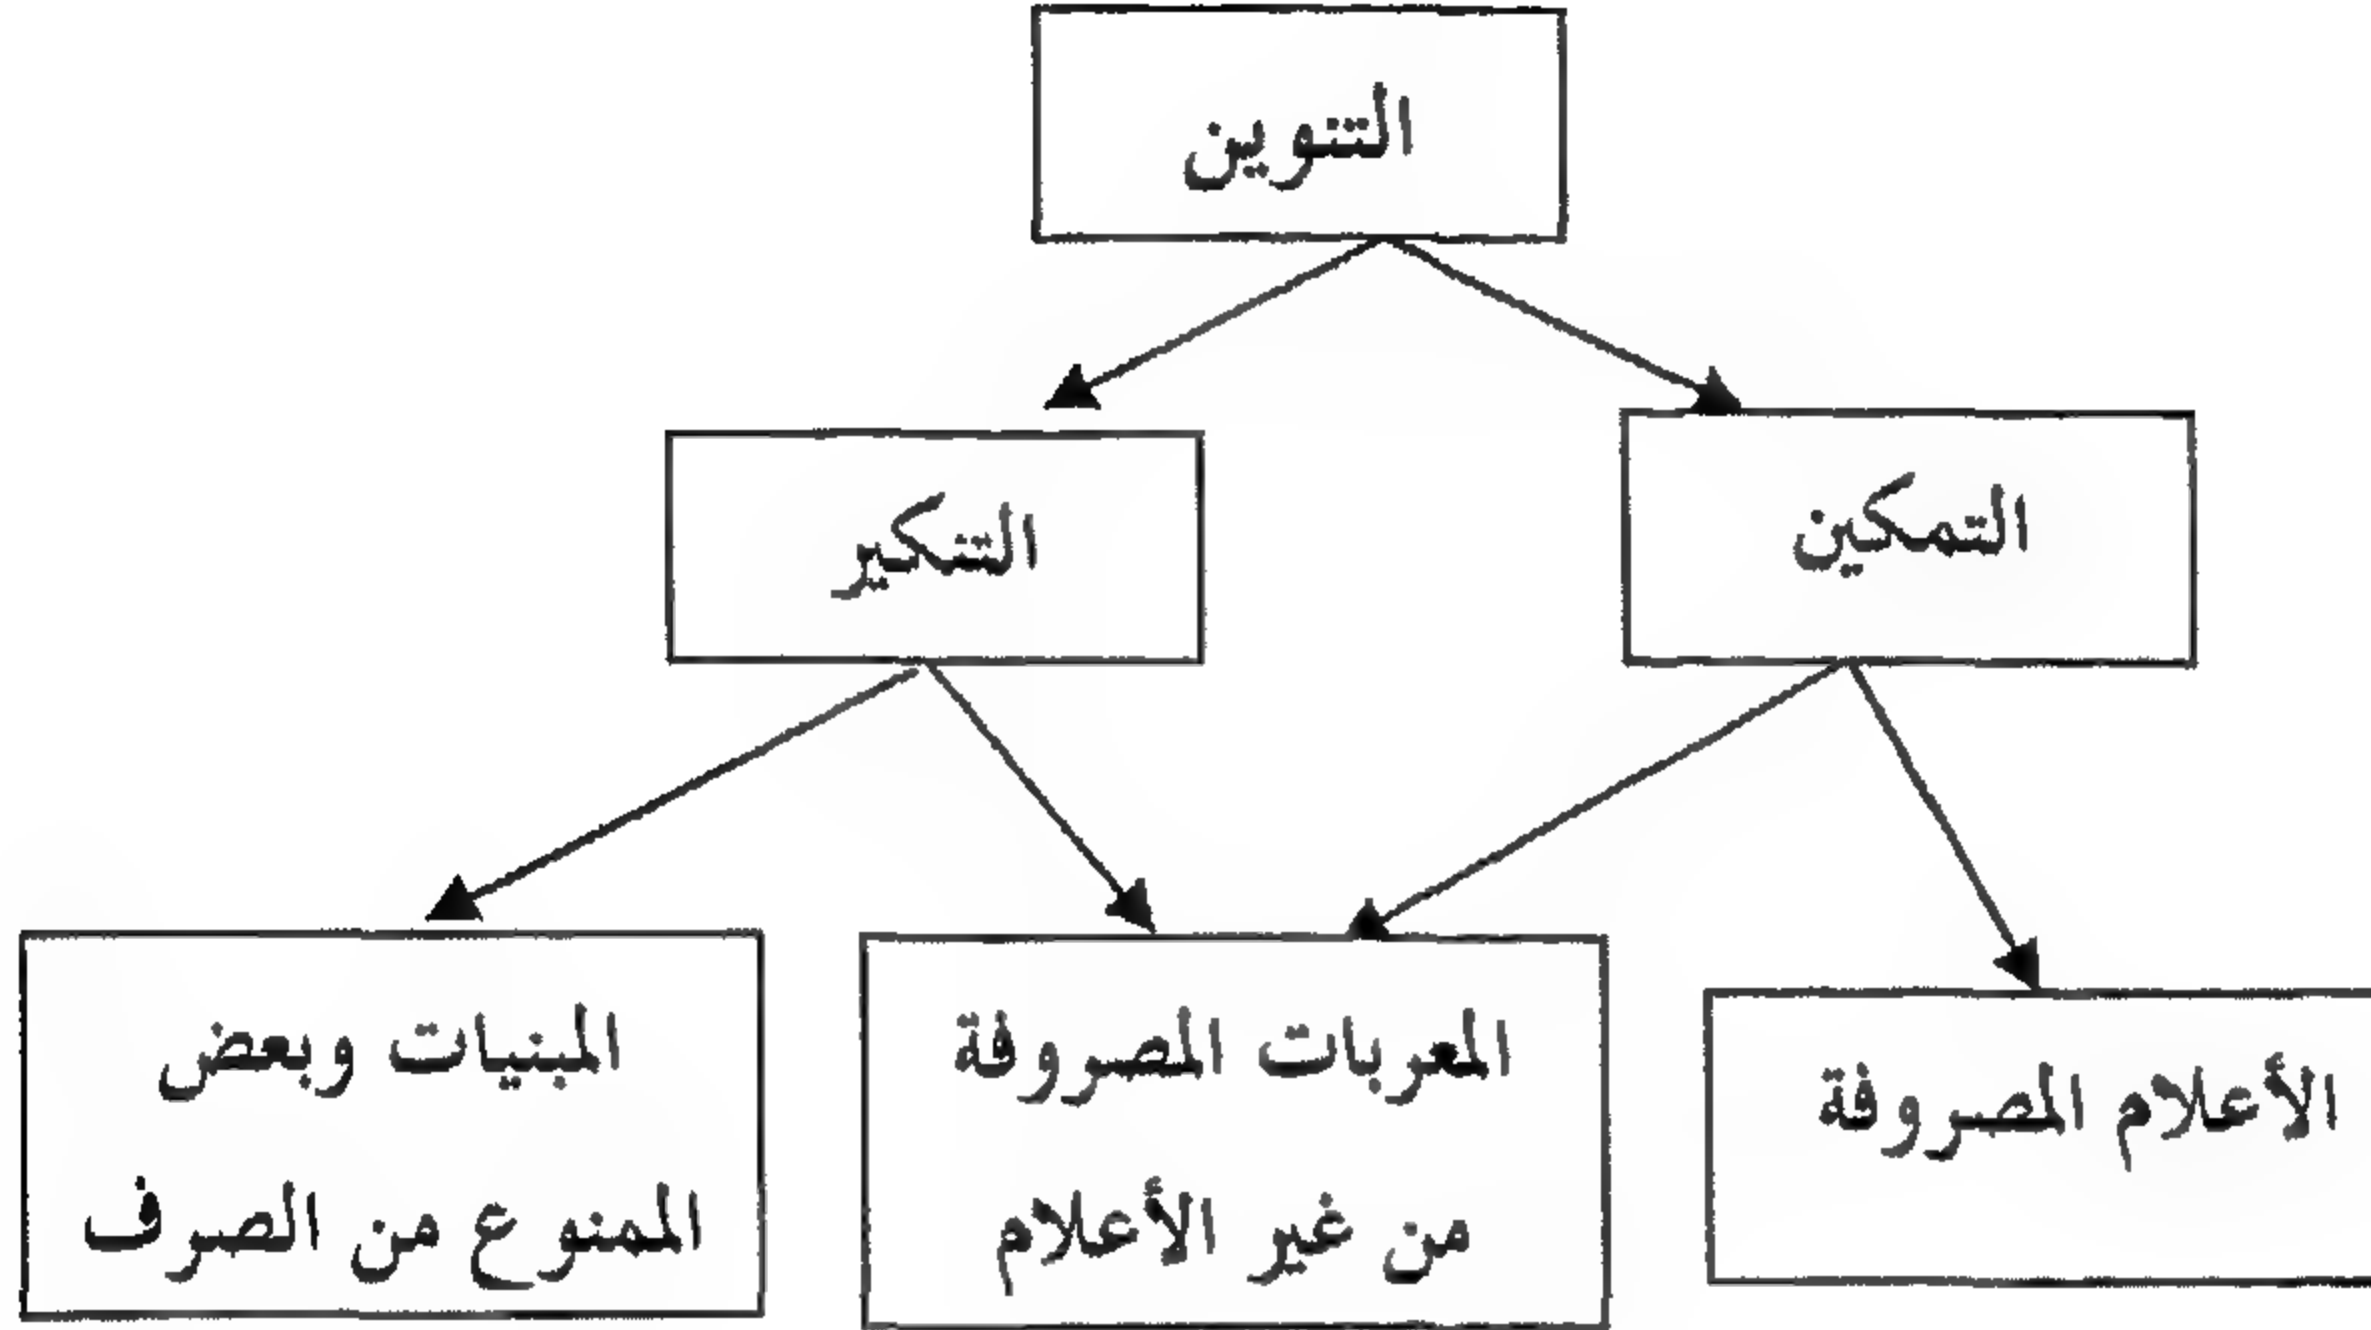 التنوين
التمكين
التنكير
الأعلام المصروفة
المعربات المصروفة
من غير الأعلام
المبنيات وبعض
الممنوع من الصرف